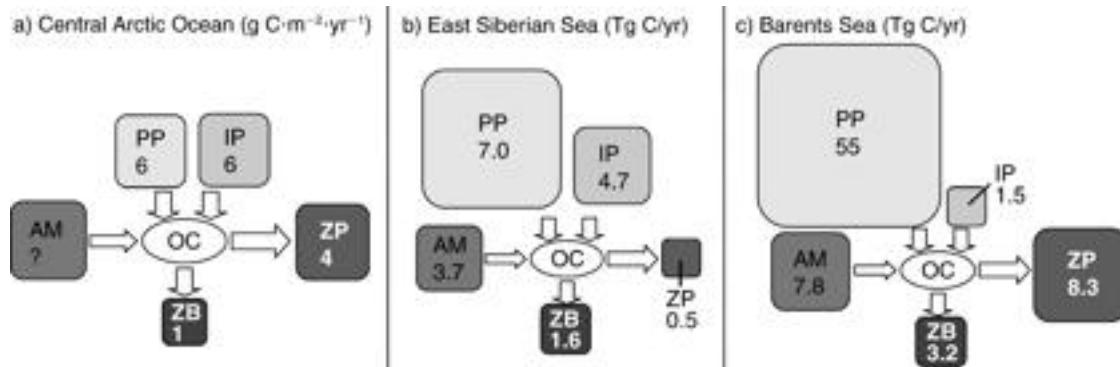 a) Central Arctic Ocean (g C·m⁻²·yr⁻¹)
PP
6
IP
6
AM
?
OC
ZP
4
ZB
1
b) East Siberian Sea (Tg C/yr)
PP
7.0
IP
4.7
AM
3.7
OC
ZP
0.5
ZB
1.6
c) Barents Sea (Tg C/yr)
PP
55
IP
1.5
AM
7.8
OC
ZP
8.3
ZB
3.2